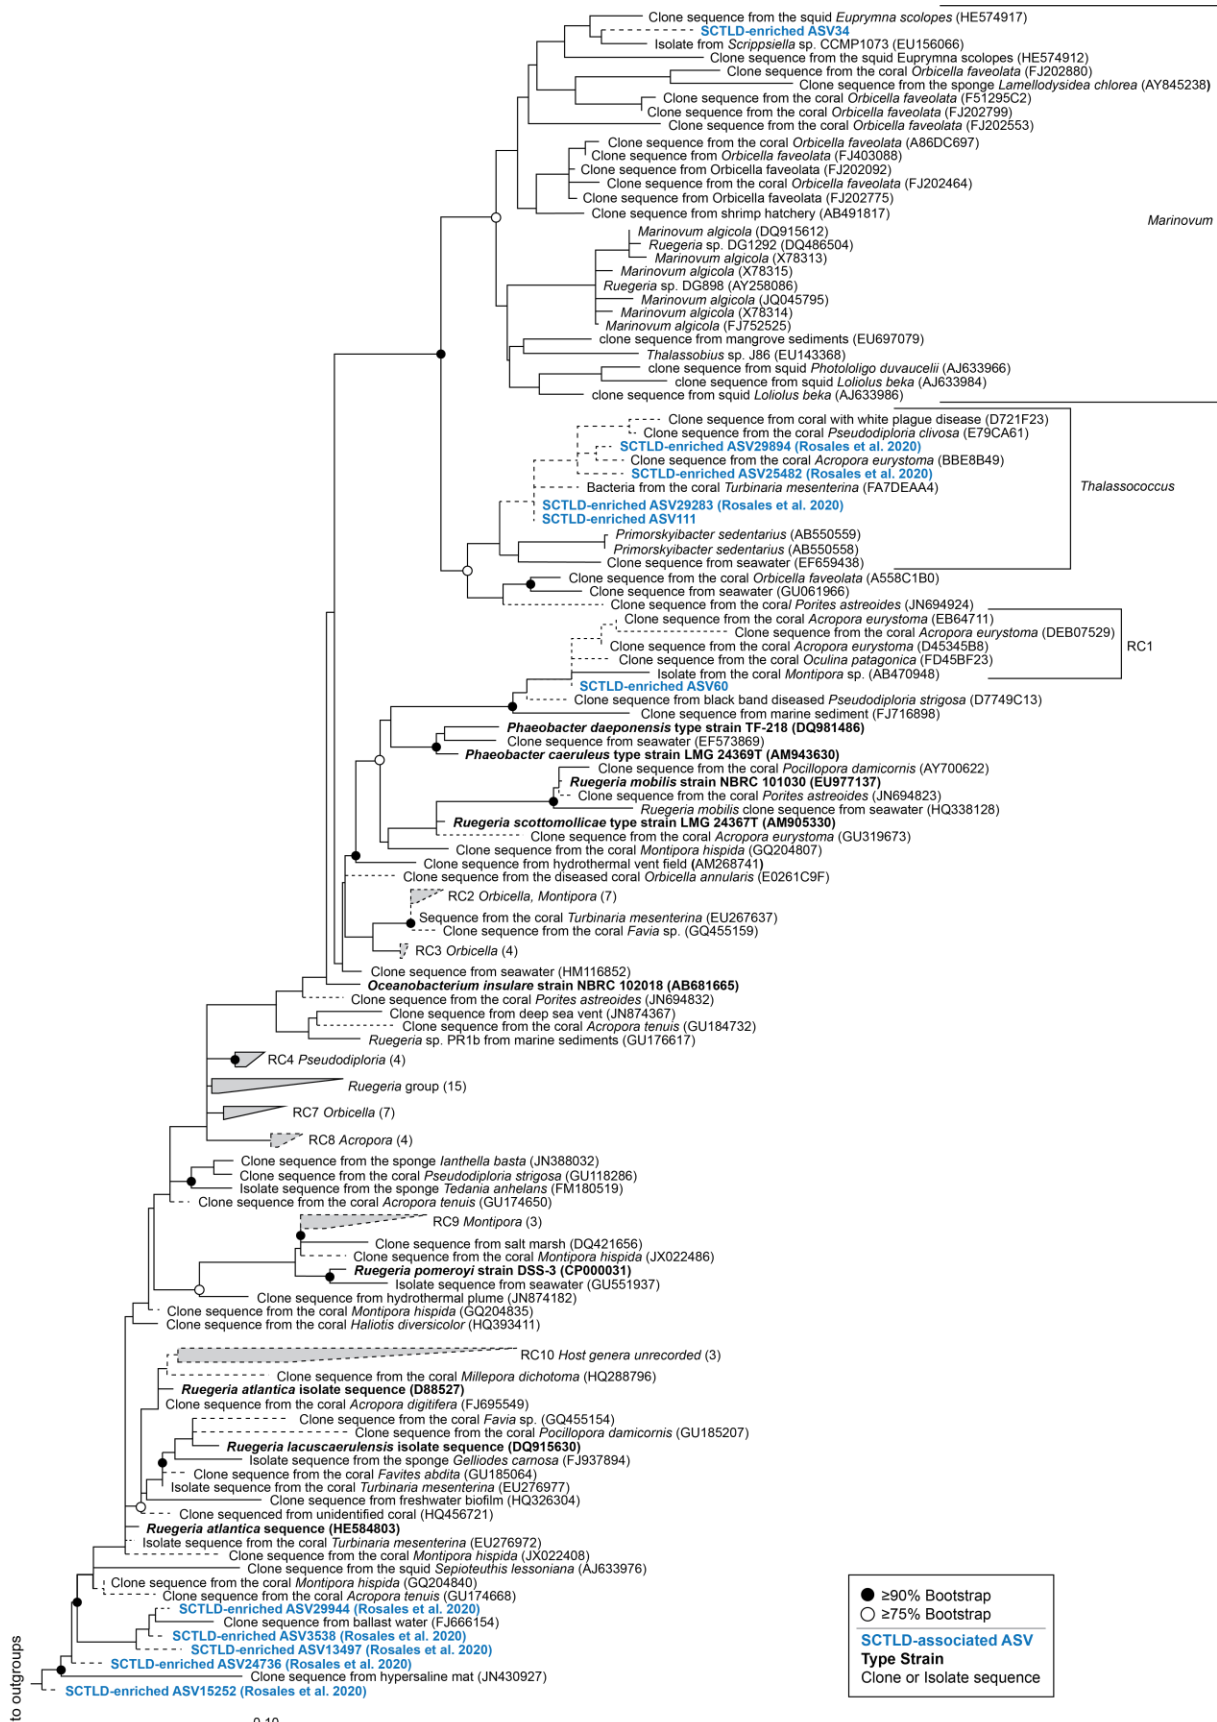 Clone sequence from the squid Euprymna scolopes (HE574917)
SCTLD-enriched ASV34
Isolate from Scrippsiella sp. CCMP1073 (EU156066)
Clone sequence from the squid Euprymna scolopes (HE574912)
Clone sequence from the coral Orbicella faveolata (FJ202880)
Clone sequence from the sponge Lamellodysidea chlorea (AY845238)
Clone sequence from the coral Orbicella faveolata (F51295C2)
Clone sequence from the coral Orbicella faveolata (FJ202799)
Clone sequence from the coral Orbicella faveolata (FJ202553)
Clone sequence from the coral Orbicella faveolata (A86DC697)
Clone sequence from Orbicella faveolata (FJ403088)
Clone sequence from Orbicella faveolata (FJ202092)
Clone sequence from the coral Orbicella faveolata (FJ202464)
Clone sequence from Orbicella faveolata (FJ202775)
Clone sequence from shrimp hatchery (AB491817)
Marinovum
Marinovum algicola (DQ915612)
Ruegeria sp. DG1292 (DQ486504)
Marinovum algicola (X78313)
Marinovum algicola (X78315)
Ruegeria sp. DG898 (AY258086)
Marinovum algicola (JQ045795)
Marinovum algicola (X78314)
Marinovum algicola (FJ752525)
clone sequence from mangrove sediments (EU697079)
Thalassobius sp. J86 (EU143368)
clone sequence from squid Photololigo duvaucelii (AJ633966)
clone sequence from squid Loliolus beka (AJ633984)
clone sequence from squid Loliolus beka (AJ633986)
Clone sequence from coral with white plague disease (D721F23)
Clone sequence from the coral Pseudodiploria clivosa (E79CA61)
SCTLD-enriched ASV29894 (Rosales et al. 2020)
Clone sequence from the coral Acropora eurystoma (BBE8B49)
SCTLD-enriched ASV25482 (Rosales et al. 2020)
Bacteria from the coral Turbinaria mesenterina (FA7DEAA4)
Thalassococcus
SCTLD-enriched ASV29283 (Rosales et al. 2020)
SCTLD-enriched ASV111
Primorskyibacter sedentarius (AB550559)
Primorskyibacter sedentarius (AB550558)
Clone sequence from seawater (EF659438)
Clone sequence from the coral Orbicella faveolata (A558C1B0)
Clone sequence from seawater (GU061966)
Clone sequence from the coral Porites astreoides (JN694924)
Clone sequence from the coral Acropora eurystoma (EB64711)
Clone sequence from the coral Acropora eurystoma (DEB07529)
Clone sequence from the coral Acropora eurystoma (D45345B8)
RC1
Clone sequence from the coral Oculina patagonica (FD45BF23)
Isolate from the coral Montipora sp. (AB470948)
SCTLD-enriched ASV60
Clone sequence from black band diseased Pseudodiploria strigosa (D7749C13)
Clone sequence from marine sediment (FJ716898)
Phaeobacter daeponensis type strain TF-218 (DQ981486)
Clone sequence from seawater (EF573869)
Phaeobacter caeruleus type strain LMG 24369T (AM943630)
Clone sequence from the coral Pocillopora damicornis (AY700622)
Ruegeria mobilis strain NBRC 101030 (EU977137)
Clone sequence from the coral Porites astreoides (JN694823)
Ruegeria mobilis clone sequence from seawater (HQ338128)
Ruegeria scottomollicae type strain LMG 24367T (AM905330)
Clone sequence from the coral Acropora eurystoma (GU319673)
Clone sequence from the coral Montipora hispida (GQ204807)
Clone sequence from hydrothermal vent field (AM268741)
Clone sequence from the diseased coral Orbicella annularis (E0261C9F)
RC2 Orbicella, Montipora (7)
Sequence from the coral Turbinaria mesenterina (EU267637)
Clone sequence from the coral Favia sp. (GQ455159)
RC3 Orbicella (4)
Clone sequence from seawater (HM116852)
Oceanobacterium insulare strain NBRC 102018 (AB681665)
Clone sequence from the coral Porites astreoides (JN694832)
Clone sequence from deep sea vent (JN874367)
Clone sequence from the coral Acropora tenuis (GU184732)
Ruegeria sp. PR1b from marine sediments (GU176617)
RC4 Pseudodiploria (4)
Ruegeria group (15)
RC7 Orbicella (7)
RC8 Acropora (4)
Clone sequence from the sponge Ianthella basta (JN388032)
Clone sequence from the coral Pseudodiploria strigosa (GU118286)
Isolate sequence from the sponge Tedania anhelans (FM180519)
Clone sequence from the coral Acropora tenuis (GU174650)
RC9 Montipora (3)
Clone sequence from salt marsh (DQ421656)
Clone sequence from the coral Montipora hispida (JX022486)
Ruegeria pomeroyi strain DSS-3 (CP000031)
Isolate sequence from seawater (GU551937)
Clone sequence from hydrothermal plume (JN874182)
Clone sequence from the coral Montipora hispida (GQ204835)
Clone sequence from the coral Haliotis diversicolor (HQ393411)
RC10 Host genera unrecorded (3)
Clone sequence from the coral Millepora dichotoma (HQ288796)
Ruegeria atlantica isolate sequence (D88527)
Clone sequence from the coral Acropora digitifera (FJ695549)
Clone sequence from the coral Favia sp. (GQ455154)
Clone sequence from the coral Pocillopora damicornis (GU185207)
Ruegeria lacuscaerulensis isolate sequence (DQ915630)
Isolate sequence from the sponge Gelliodes carnosa (FJ937894)
Clone sequence from the coral Favites abdita (GU185064)
Isolate sequence from the coral Turbinaria mesenterina (EU276977)
Clone sequence from freshwater biofilm (HQ326304)
Clone sequenced from unidentified coral (HQ456721)
Ruegeria atlantica sequence (HE584803)
Isolate sequence from the coral Turbinaria mesenterina (EU276972)
Clone sequence from the coral Montipora hispida (JX022408)
Clone sequence from the squid Sepioteuthis lessoniana (AJ633976)
Clone sequence from the coral Montipora hispida (GQ204840)
Clone sequence from the coral Acropora tenuis (GU174668)
SCTLD-enriched ASV29944 (Rosales et al. 2020)
Clone sequence from ballast water (FJ666154)
SCTLD-enriched ASV3538 (Rosales et al. 2020)
SCTLD-enriched ASV13497 (Rosales et al. 2020)
SCTLD-enriched ASV24736 (Rosales et al. 2020)
Clone sequence from hypersaline mat (JN430927)
SCTLD-enriched ASV15252 (Rosales et al. 2020)
to outgroups
≥90% Bootstrap
≥75% Bootstrap
SCTLD-associated ASV
Type Strain
Clone or Isolate sequence
0.10